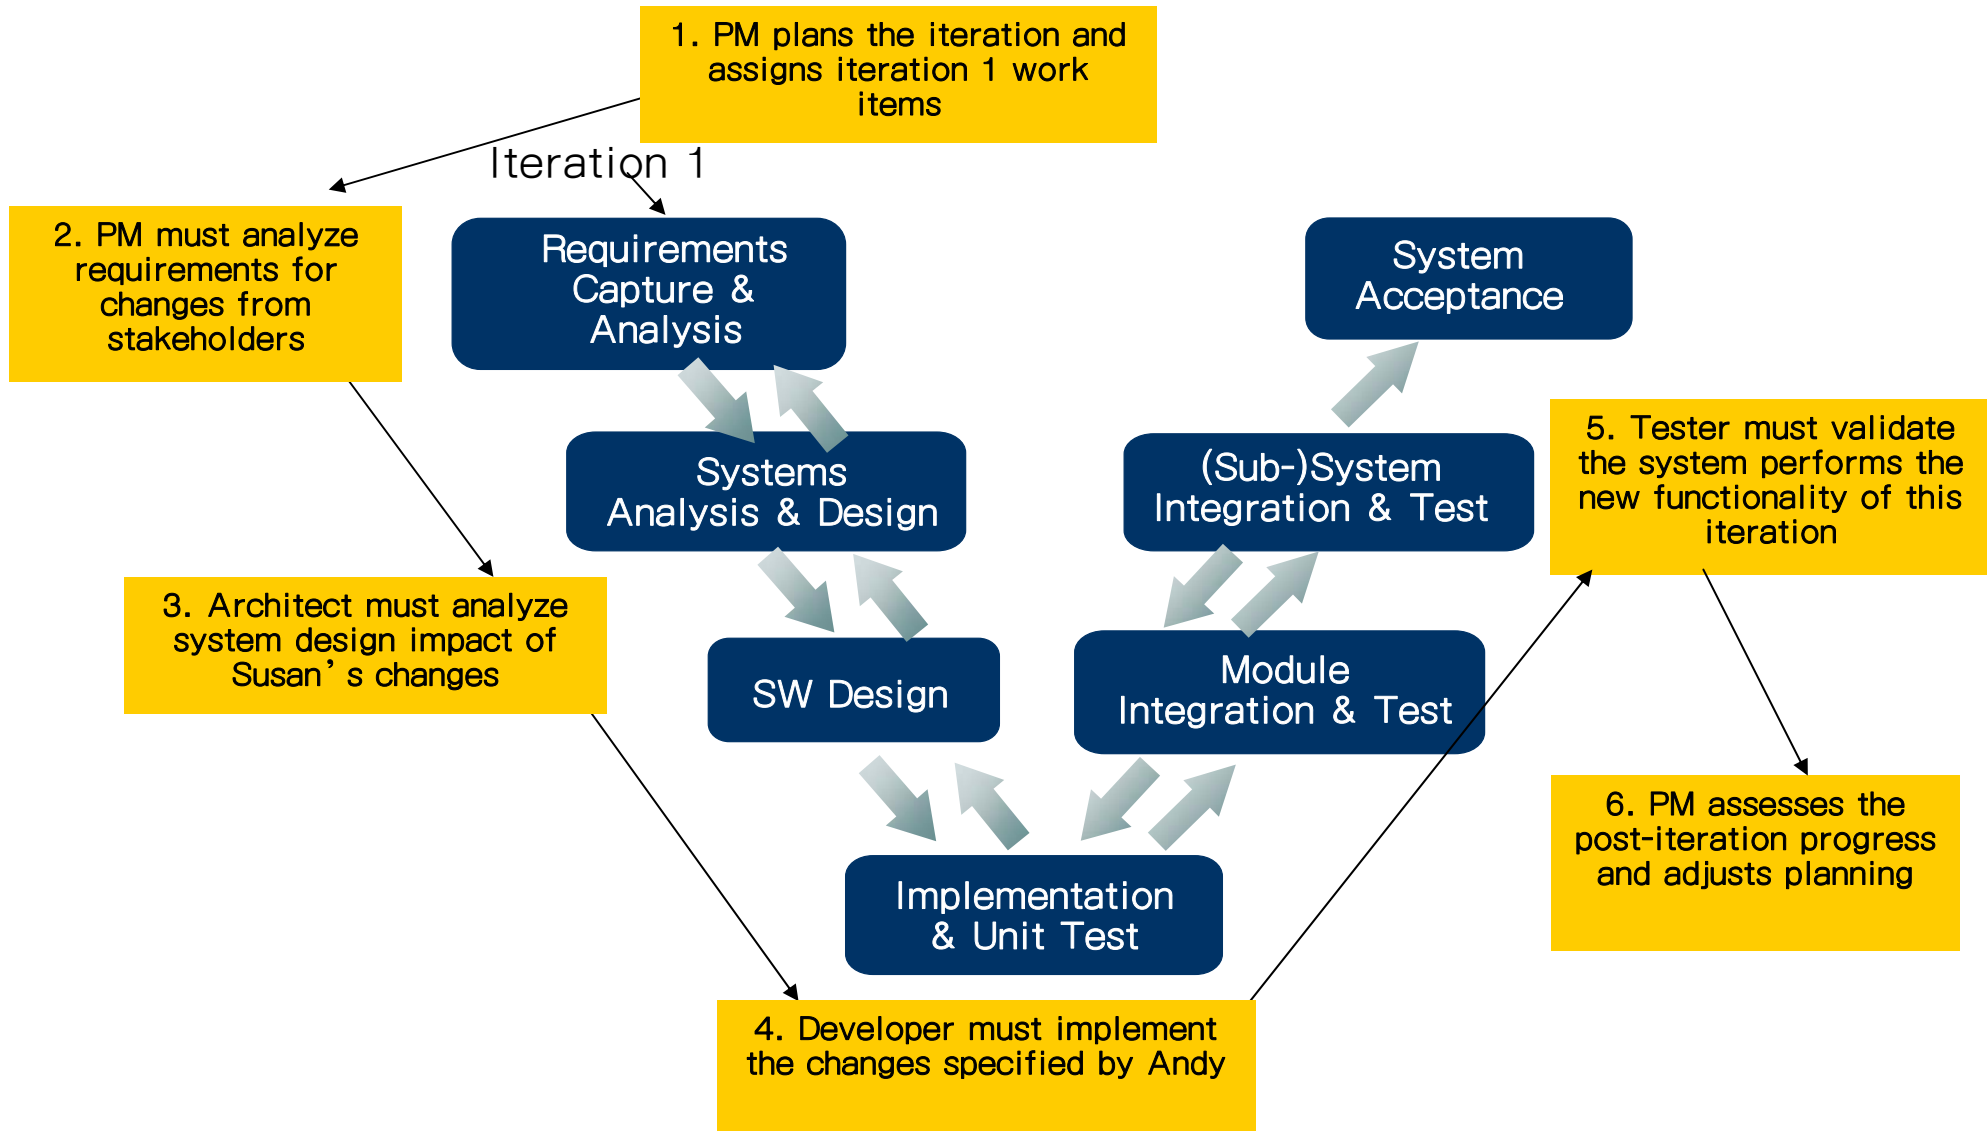 1. PM plans the iteration and
assigns iteration 1 work
items
Iteration 1
2. PM must analyze
requirements for
changes from
stakeholders
Requirements
Capture &
Analysis
System
Acceptance
Systems
Analysis & Design
(Sub-)System
Integration & Test
5. Tester must validate
the system performs the
new functionality of this
iteration
3. Architect must analyze
system design impact of
Susan’s changes
SW Design
Module
Integration & Test
6. PM assesses the
post-iteration progress
and adjusts planning
Implementation
& Unit Test
4. Developer must implement
the changes specified by Andy